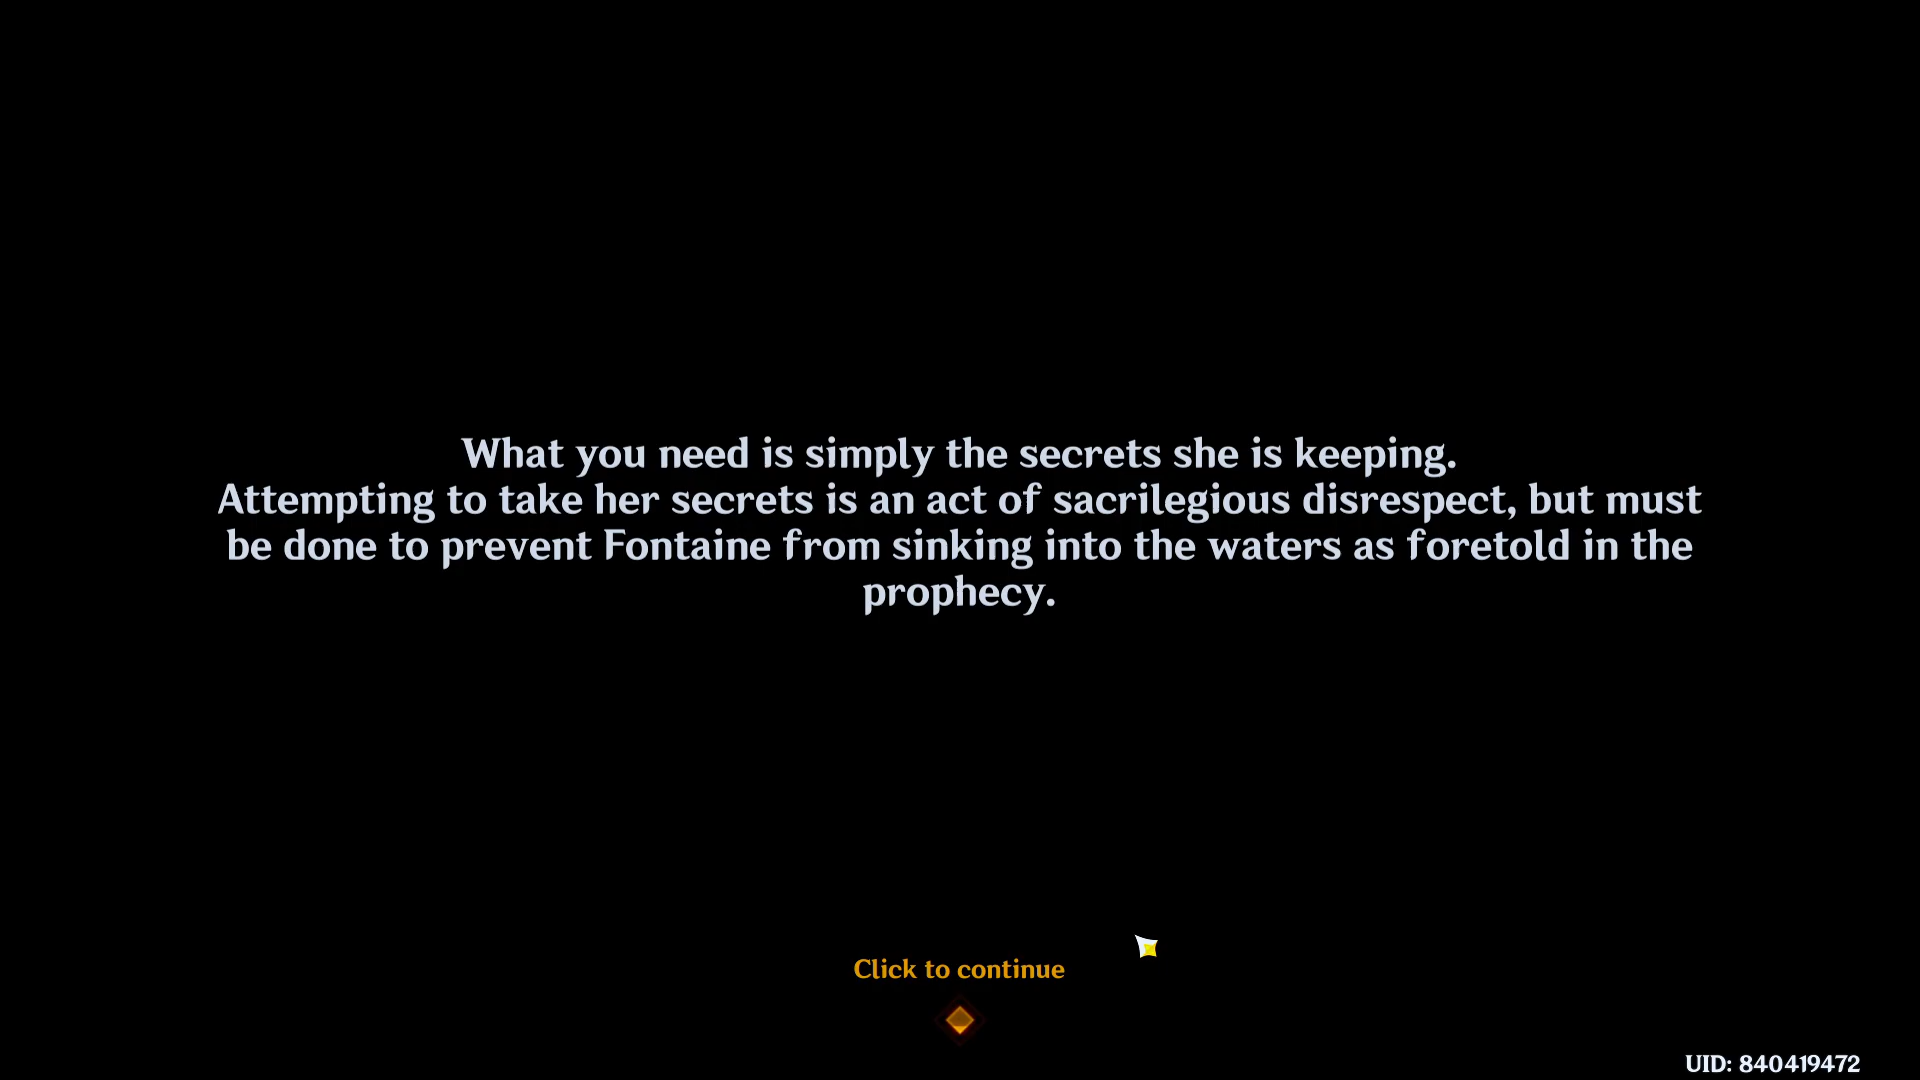 What you need is simply the secrets she is keeping.
Attempting to take her secrets is an act of sacrilegious disrespect, but must
be done to prevent Fontaine from sinking into the waters as foretold in the
prophecy.
Click to continue
UID: 840419472